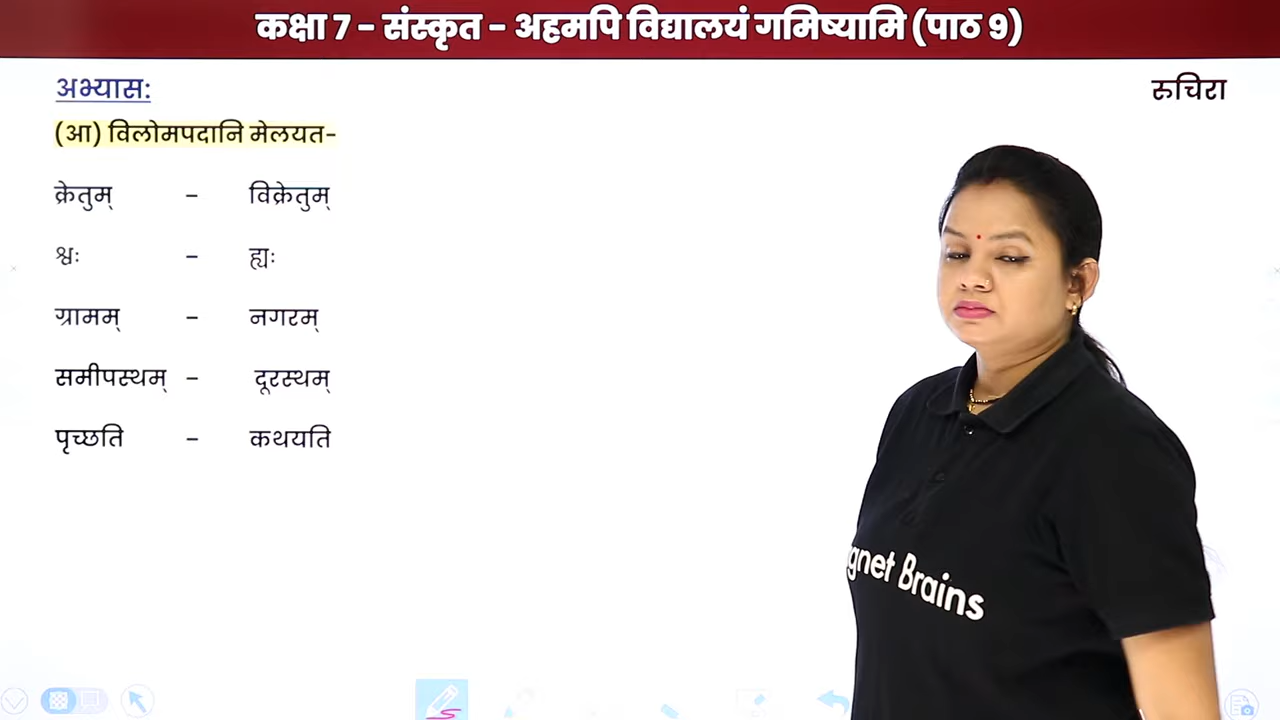 कक्षा 7 - संस्कृत - अहमपि विद्यालयं गमिष्यामि (पाठ 9)
अभ्यासः
रुचिरा
(आ) विलोमपदानि मेलयत-
क्रेतुम् - विक्रेतुम्
श्वः - ह्यः
ग्रामम् - नगरम्
समीपस्थम् - दूरस्थम्
पृच्छति - कथयति
gnet Brains